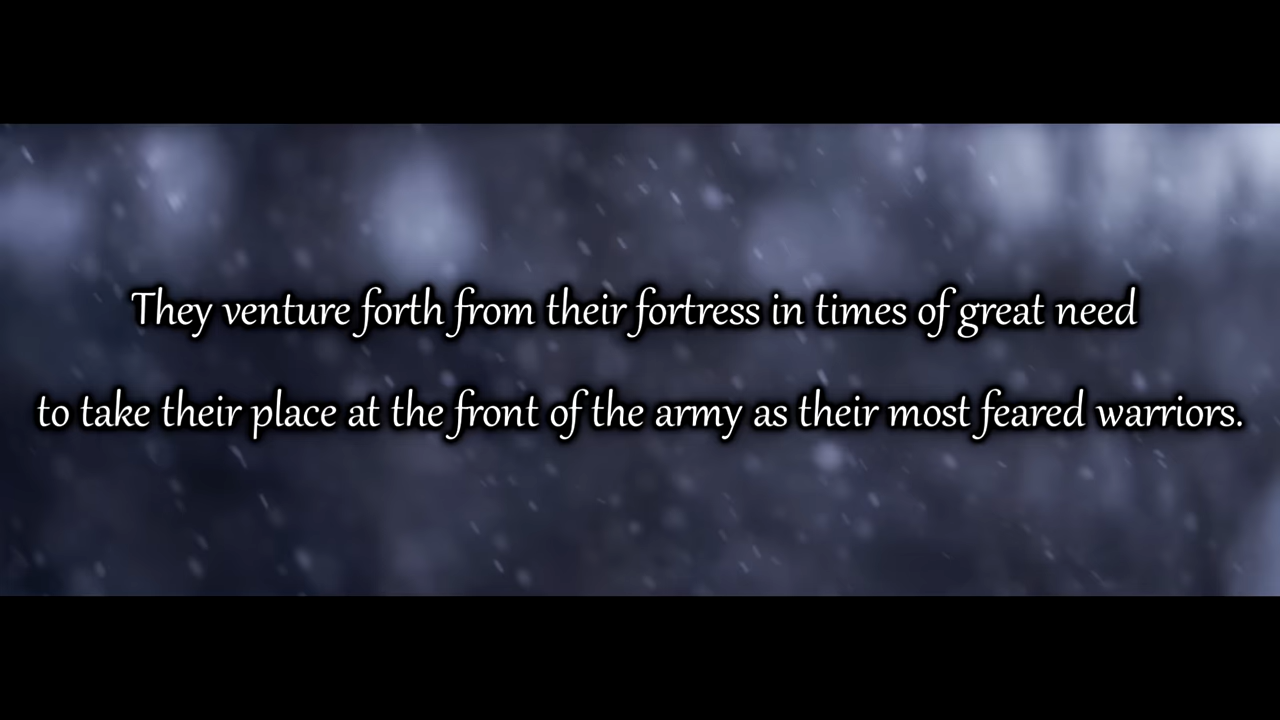 They venture forth from their fortress in times of great need
to take their place at the front of the army as their most feared warriors.